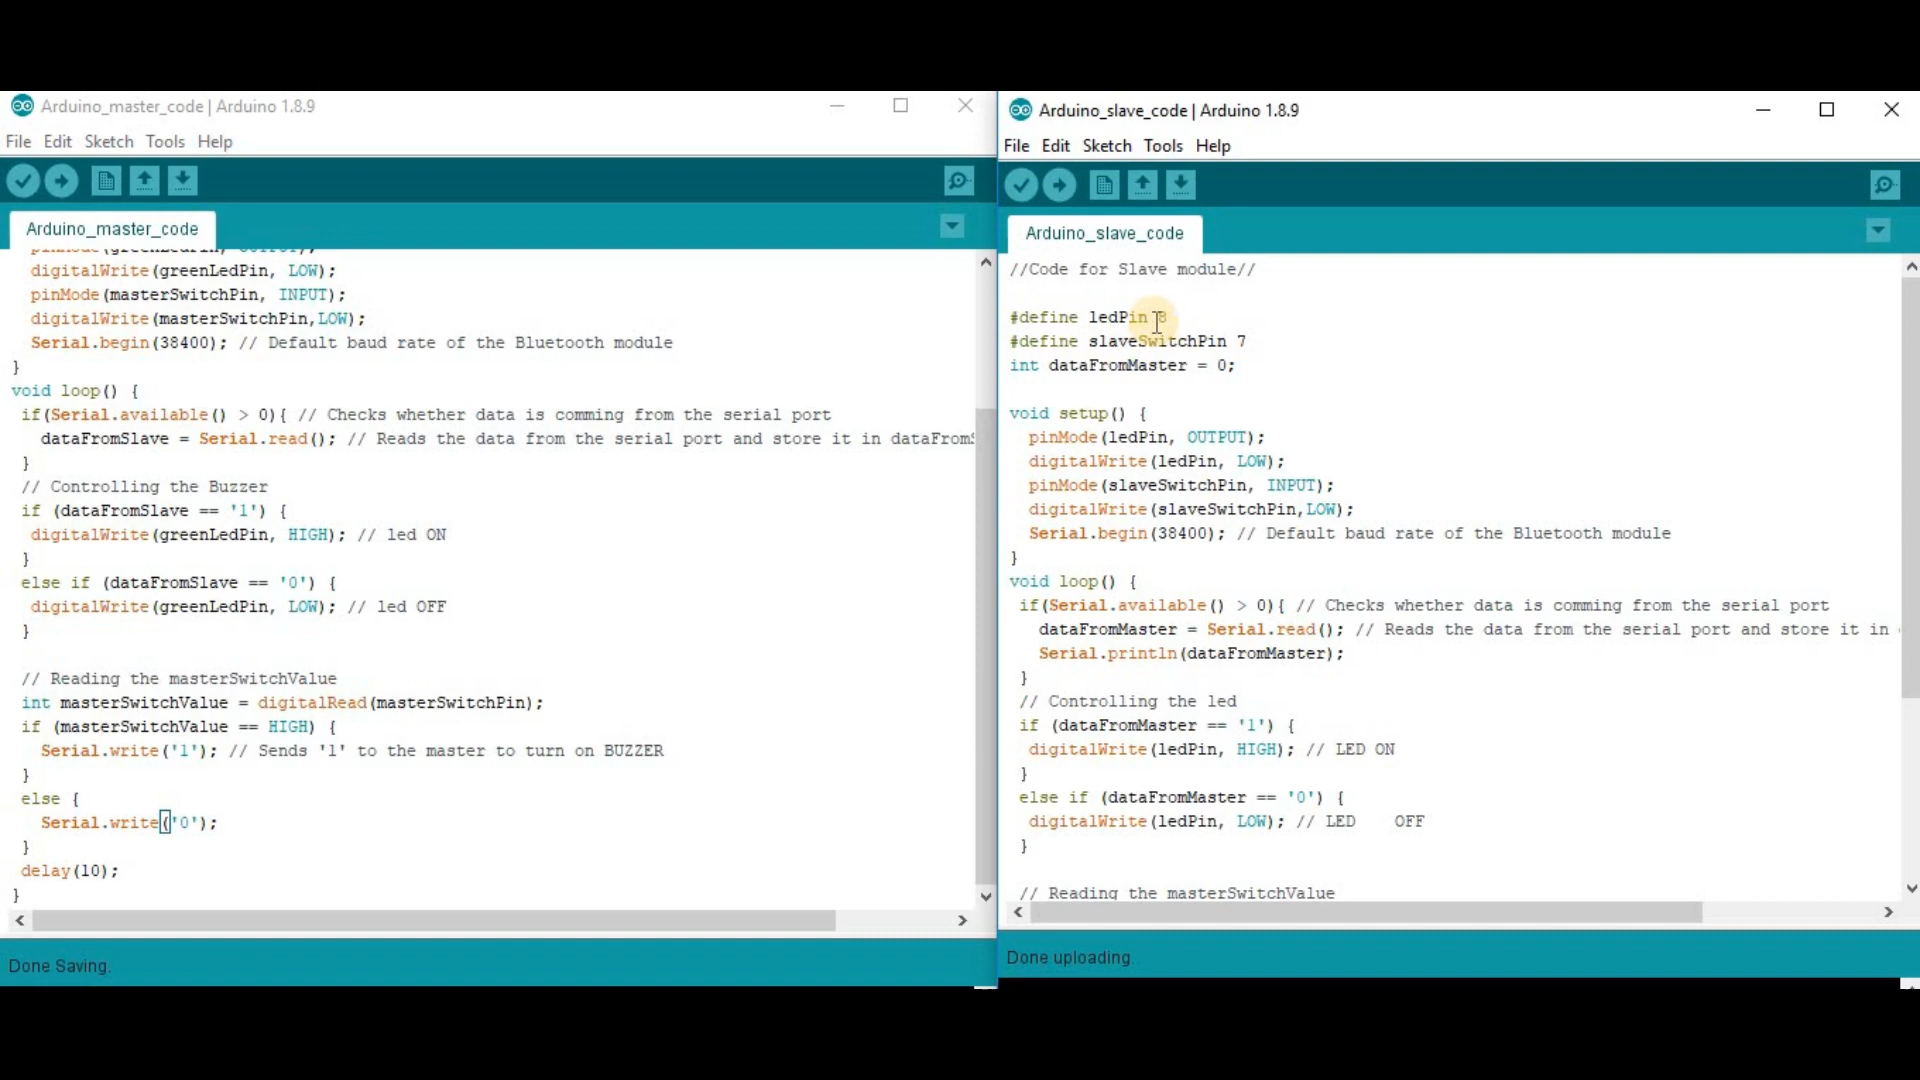 Arduino_master_code | Arduino 1.8.9
File Edit Sketch Tools Help
Arduino_master_code
pinMode(greenLedPin, OUTPUT);
digitalWrite(greenLedPin, LOW);
pinMode(masterSwitchPin, INPUT);
digitalWrite(masterSwitchPin,LOW);
Serial.begin(38400); // Default baud rate of the Bluetooth module
}
void loop() {
if(Serial.available() > 0){ // Checks whether data is comming from the serial port
dataFromSlave = Serial.read(); // Reads the data from the serial port and store it in dataFromS
}
// Controlling the Buzzer
if (dataFromSlave == '1') {
digitalWrite(greenLedPin, HIGH); // led ON
}
else if (dataFromSlave == '0') {
digitalWrite(greenLedPin, LOW); // led OFF
}
// Reading the masterSwitchValue
int masterSwitchValue = digitalRead(masterSwitchPin);
if (masterSwitchValue == HIGH) {
Serial.write('1'); // Sends '1' to the master to turn on BUZZER
}
else {
Serial.write('0');
}
delay(10);
}
Done Saving.
Arduino_slave_code | Arduino 1.8.9
File Edit Sketch Tools Help
Arduino_slave_code
//Code for Slave module//
#define ledPin 8
#define slaveSwitchPin 7
int dataFromMaster = 0;
void setup() {
pinMode(ledPin, OUTPUT);
digitalWrite(ledPin, LOW);
pinMode(slaveSwitchPin, INPUT);
digitalWrite(slaveSwitchPin,LOW);
Serial.begin(38400); // Default baud rate of the Bluetooth module
}
void loop() {
if(Serial.available() > 0){ // Checks whether data is comming from the serial port
dataFromMaster = Serial.read(); // Reads the data from the serial port and store it in
Serial.println(dataFromMaster);
}
// Controlling the led
if (dataFromMaster == '1') {
digitalWrite(ledPin, HIGH); // LED ON
}
else if (dataFromMaster == '0') {
digitalWrite(ledPin, LOW); // LED    OFF
}
// Reading the masterSwitchValue
Done uploading.